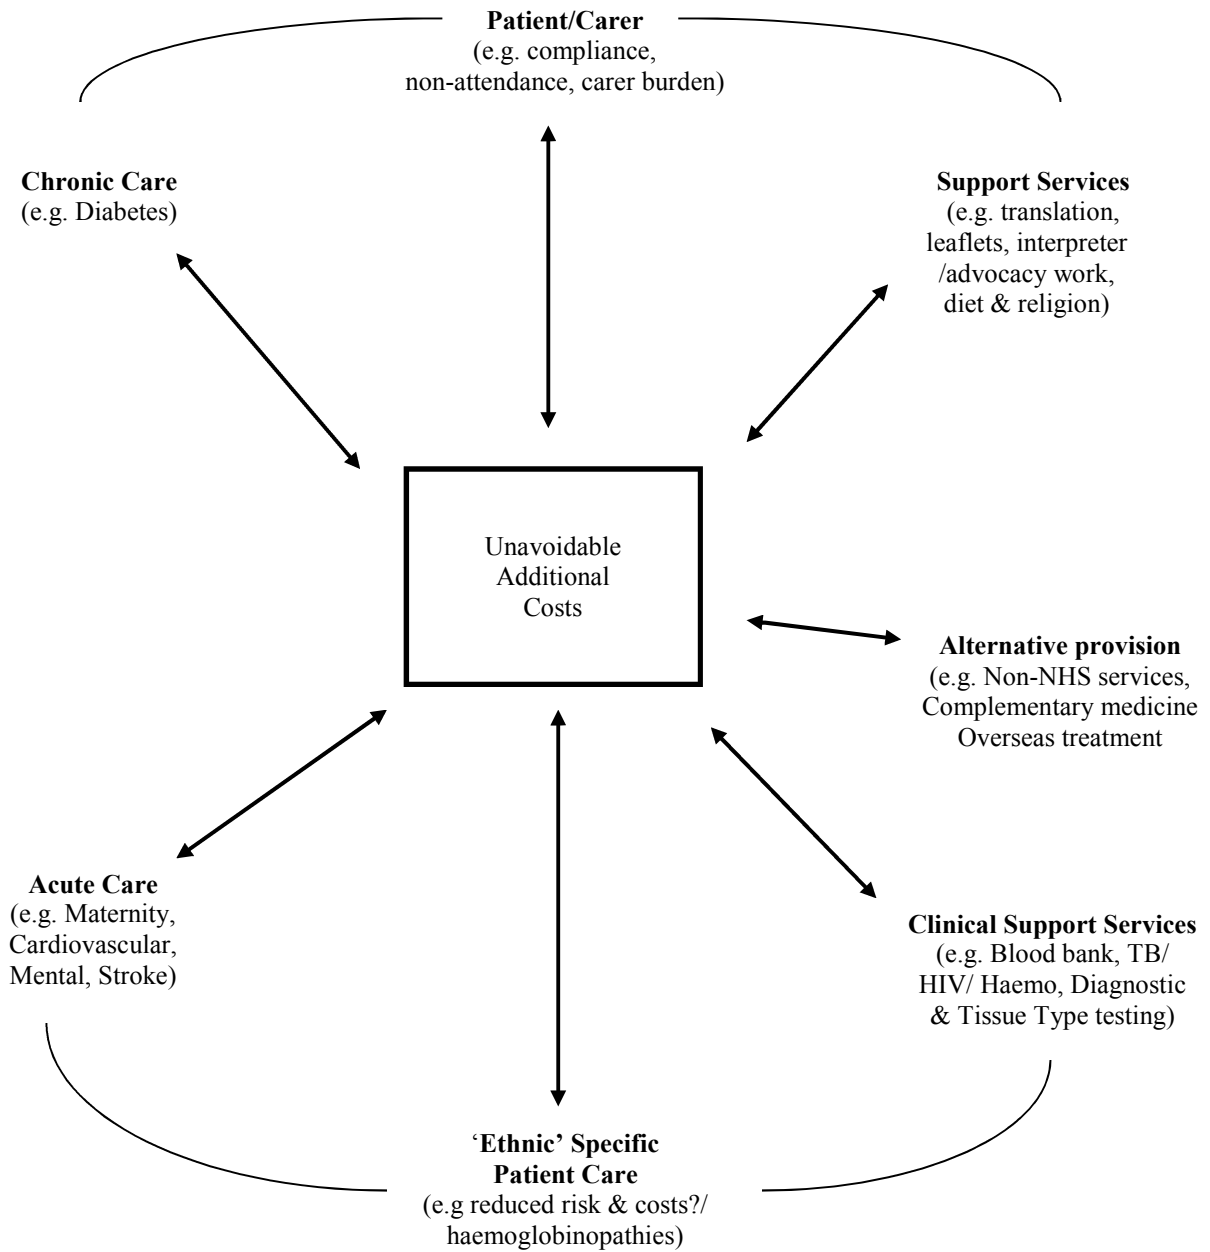 Patient/Carer
(e.g. compliance,
non-attendance, carer burden)
Chronic Care
(e.g. Diabetes)
Support Services
(e.g. translation,
leaflets, interpreter
/advocacy work,
diet & religion)
Unavoidable
Additional
Costs
Alternative provision
(e.g. Non-NHS services,
Complementary medicine
Overseas treatment
Acute Care
(e.g. Maternity,
Cardiovascular,
Mental, Stroke)
Clinical Support Services
(e.g. Blood bank, TB/
HIV/ Haemo, Diagnostic
& Tissue Type testing)
‘Ethnic’ Specific
Patient Care
(e.g reduced risk & costs?/
haemoglobinopathies)